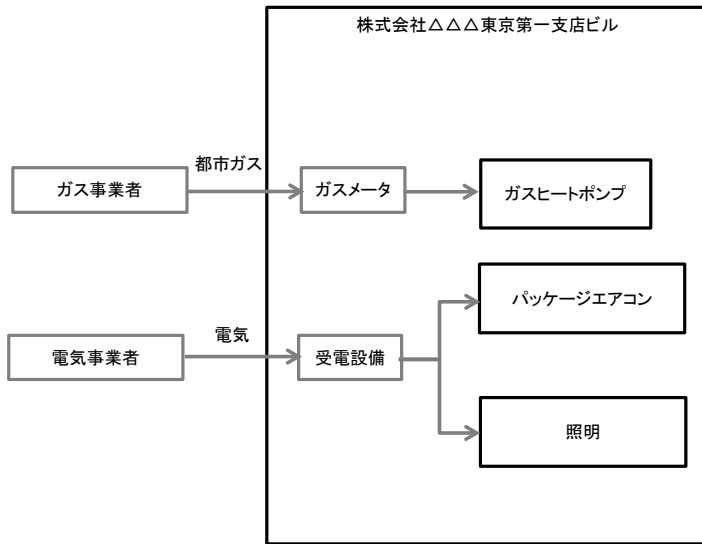 株式会社△△△東京第一支店ビル
都市ガス
ガス事業者
ガスメータ
ガスヒートポンプ
パッケージエアコン
電気
電気事業者
受電設備
照明